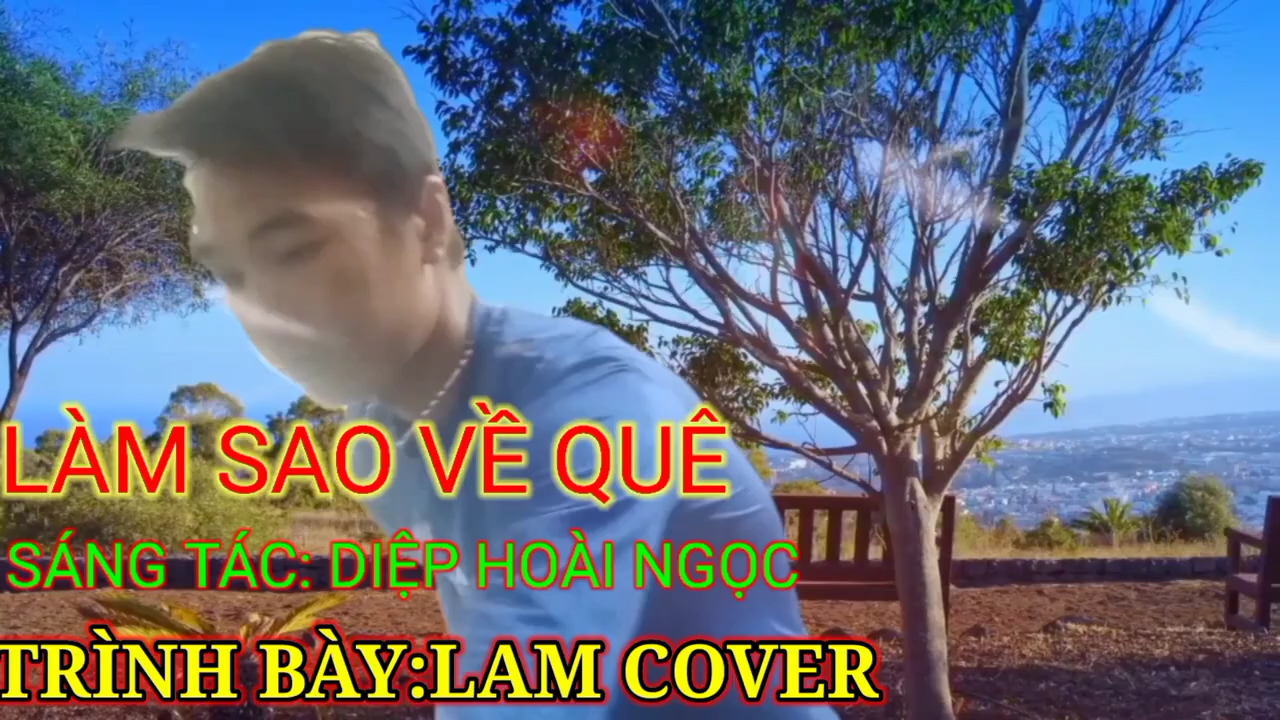 LÀM SAO VỀ QUÊ
SÁNG TÁC: DIỆP HOÀI NGỌC
TRÌNH BÀY:LAM COVER